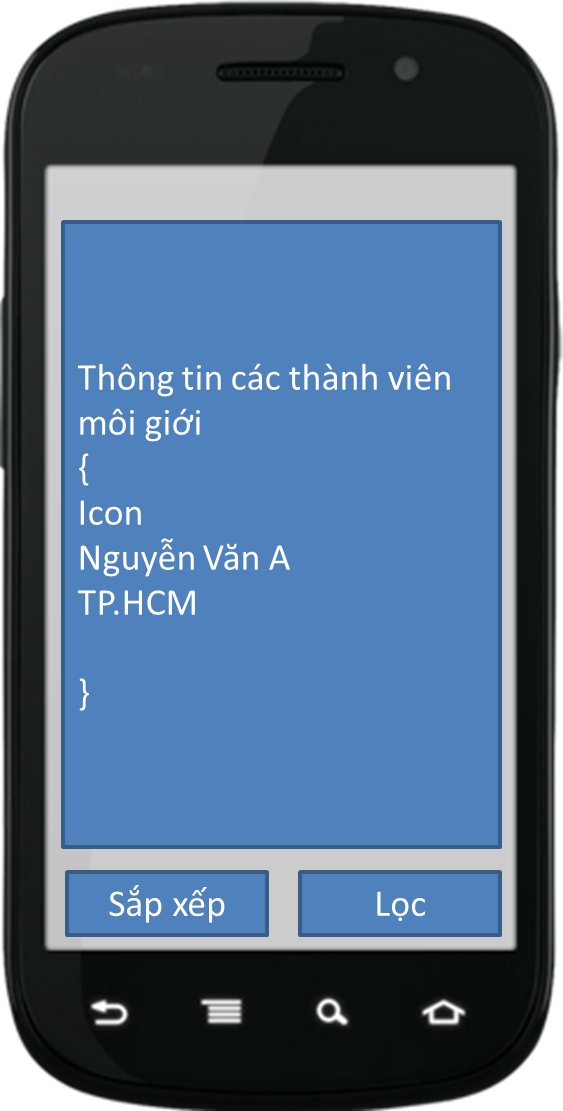 Thông tin các thành viên
môi giới
{
Icon
Nguyễn Văn A
TP.HCM
}
Sắp xếp
Lọc